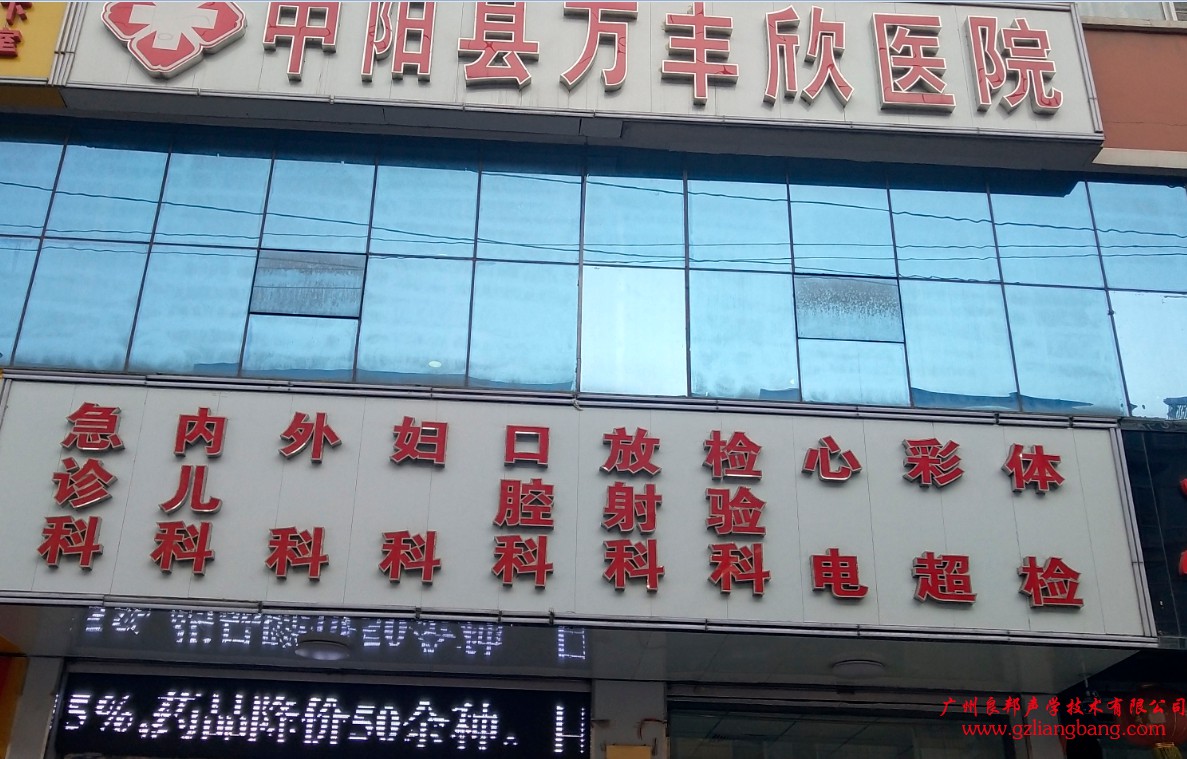 甲阳县万丰欣医院
急诊科
内儿科
外科
妇科
口腔科
放射科
检验科
心电
彩超
体检
5%,药品降价50余种.
广州良邦声学技术有限公司
www.gzliangbang.com